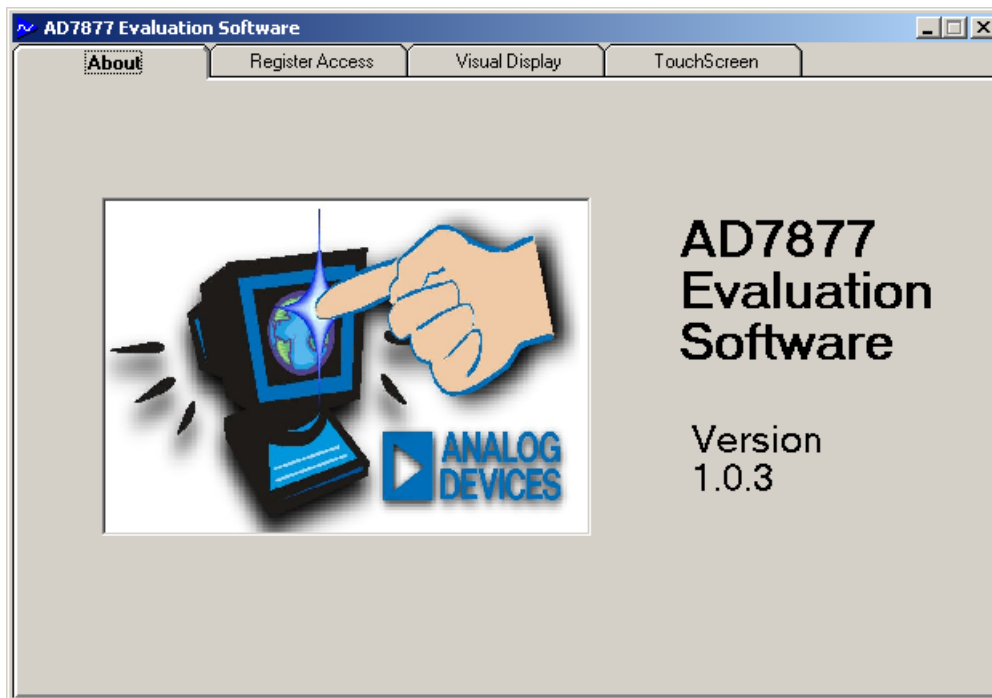 AD7877 Evaluation Software
About
Register Access
Visual Display
TouchScreen
AD7877
Evaluation
Software
ANALOG
DEVICES
Version
1.0.3